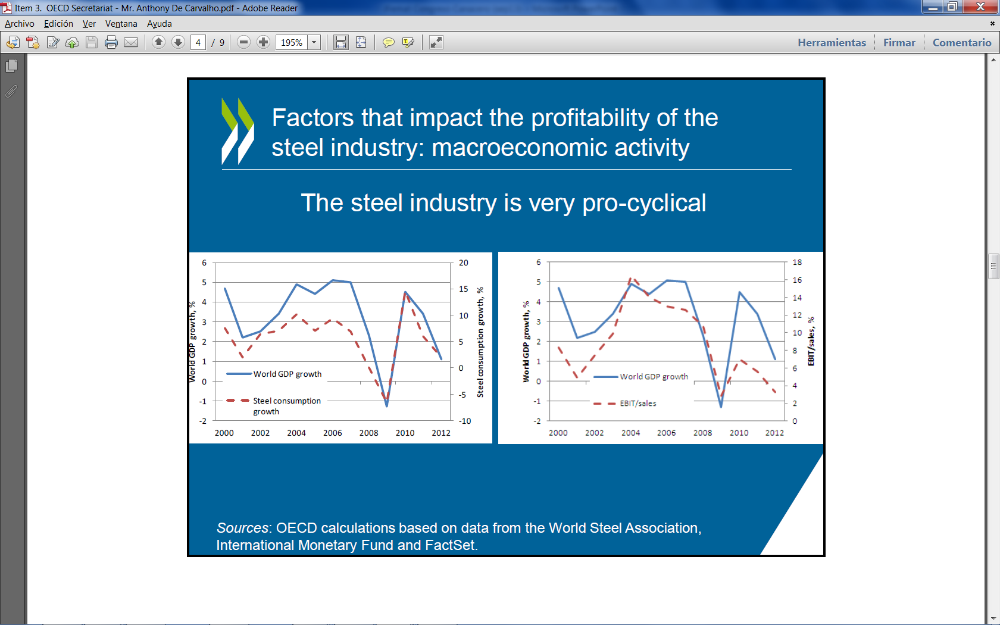 Item 3.  OECD Secretariat - Mr. Anthony De Carvalho.pdf - Adobe Reader
Archivo Edición Ver Ventana Ayuda
4 / 9 195% Herramientas Firmar Comentario
Factors that impact the profitability of the
steel industry: macroeconomic activity
The steel industry is very pro-cyclical
World GDP growth, %
6
5
4
3
2
1
0
-1
-2
20
15
10
5
0
-5
-10
Steel consumption growth, %
World GDP growth
Steel consumption
growth
2000 2002 2004 2006 2008 2010 2012
World GDP growth, %
6
5
4
3
2
1
0
-1
-2
18
16
14
12
10
8
6
4
2
0
EBIT/sales, %
World GDP growth
EBIT/sales
2000 2002 2004 2006 2008 2010 2012
Sources: OECD calculations based on data from the World Steel Association,
International Monetary Fund and FactSet.